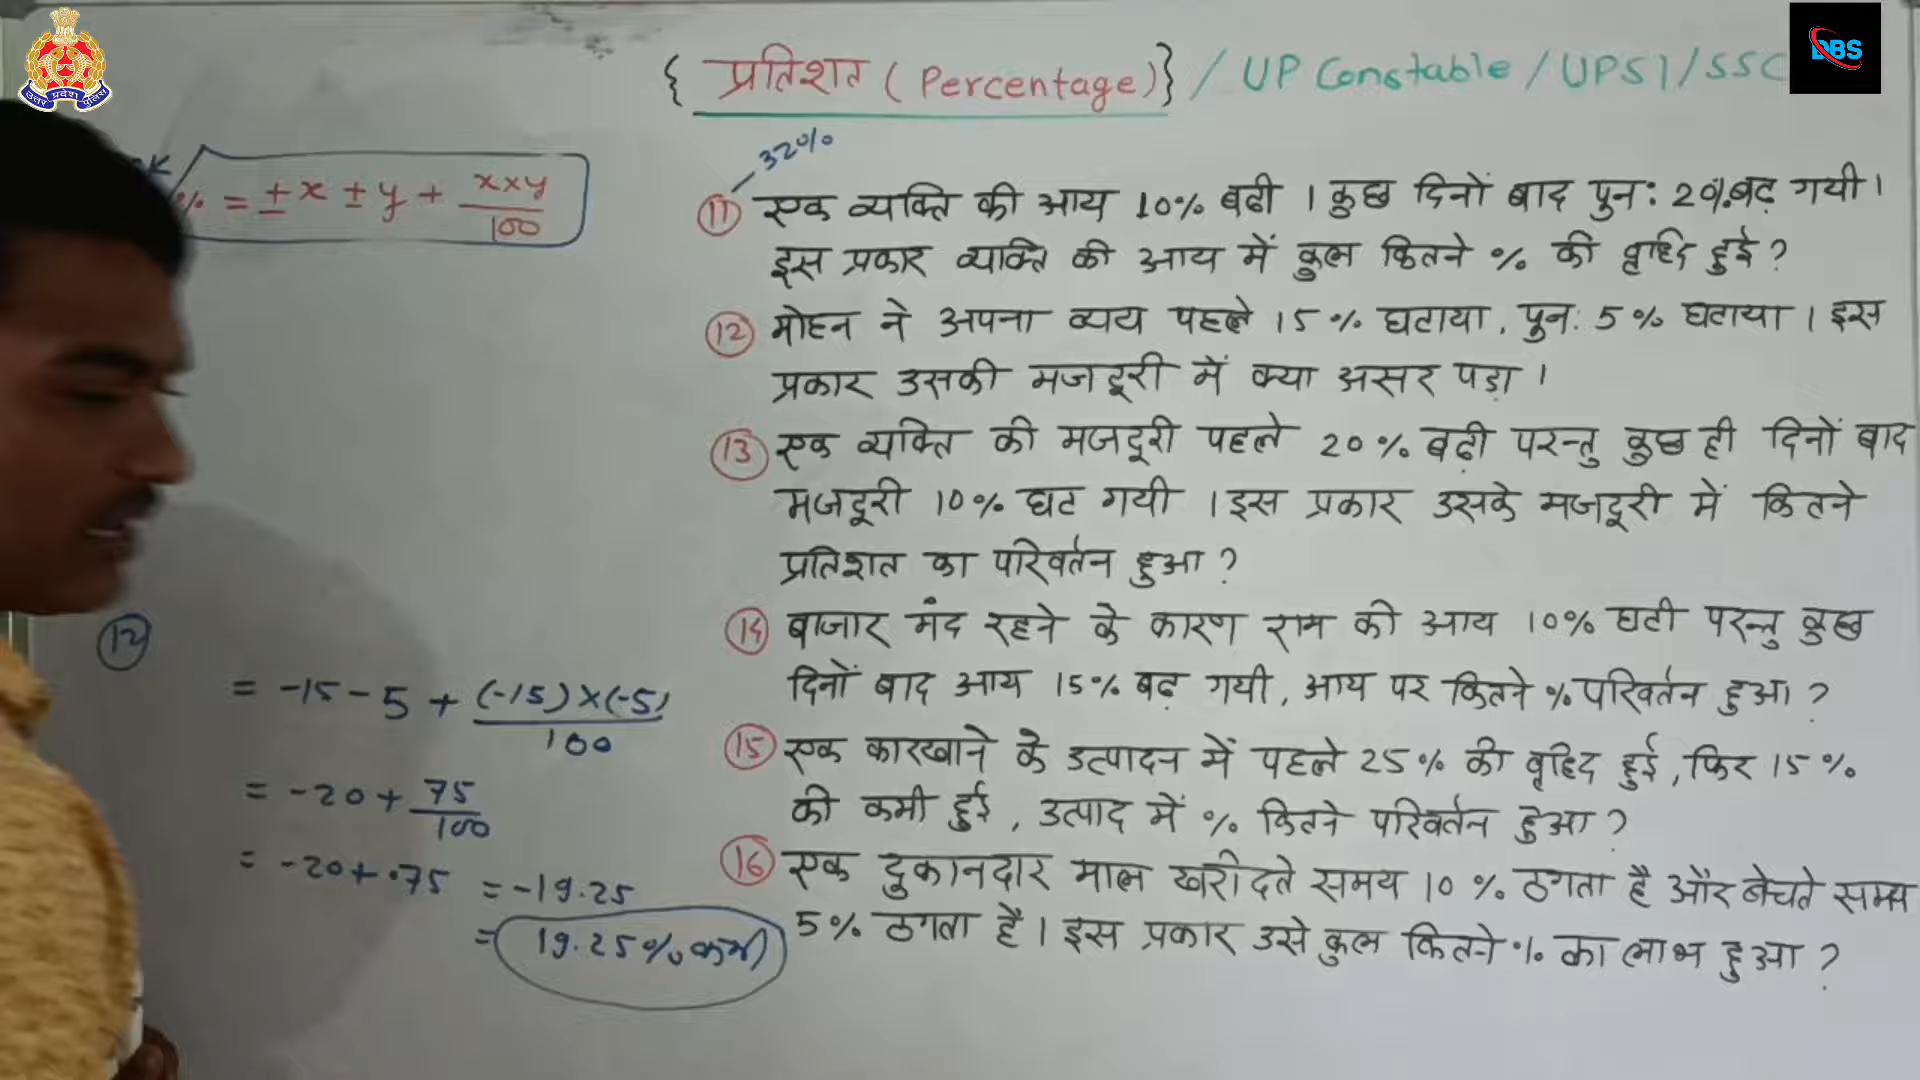 उत्तर प्रदेश पुलिस
DBS
{ प्रतिशत ( Percentage ) } / UP Constable / UPSI / SSC
% = ± x ± y + x×y/100
32%
(11) एक व्यक्ति की आय 10% बढी । कुछ दिनों बाद पुन: 20% बढ़ गयी ।
इस प्रकार व्यक्ति की आय में कुल कितने % की वृद्धि हुई ?
(12) मोहन ने अपना व्यय पहले 15% घटाया, पुन: 5% घटाया । इस
प्रकार उसकी मजदूरी में क्या असर पड़ा ।
(13) एक व्यक्ति की मजदूरी पहले 20% बढ़ी परन्तु कुछ ही दिनों बाद
मजदूरी 10% घट गयी । इस प्रकार उसके मजदूरी में कितने
प्रतिशत का परिवर्तन हुआ ?
(14) बाजार मंद रहने के कारण राम की आय 10% घटी परन्तु कुछ
दिनों बाद आय 15% बढ़ गयी, आय पर कितने % परिवर्तन हुआ ?
(15) एक कारखाने के उत्पादन में पहले 25% की वृद्धि हुई, फिर 15%
की कमी हुई, उत्पाद में % कितने परिवर्तन हुआ ?
(16) एक दुकानदार माल खरीदते समय 10% ठगता है और बेचते समय
5% ठगता है । इस प्रकार उसे कुल कितने % का लाभ हुआ ?
(12)
= -15 - 5 + (-15)×(-5)/100
= -20 + 75/100
= -20 + .75 = -19.25
= 19.25% कमी